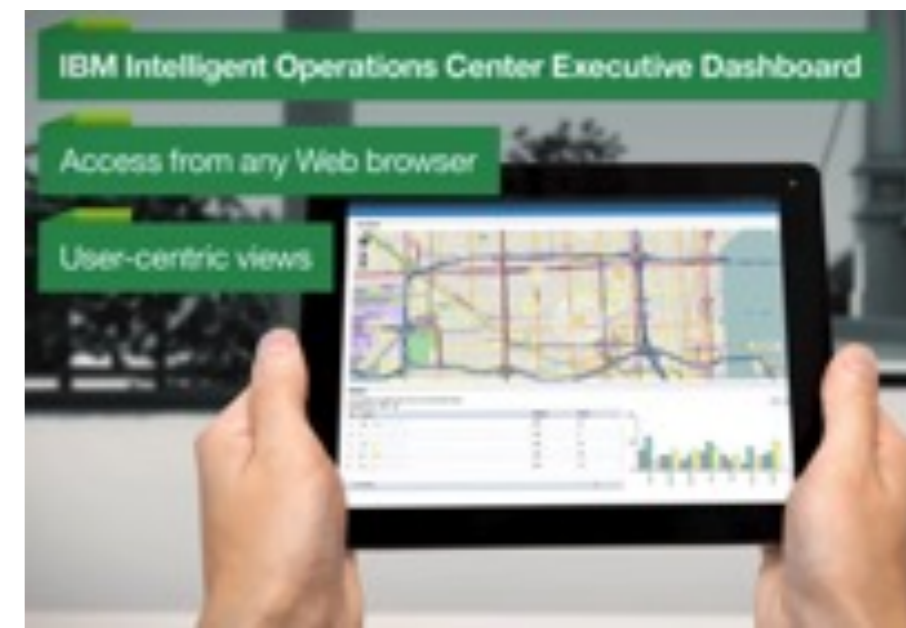 IBM Intelligent Operations Center Executive Dashboard
Access from any Web browser
User-centric views